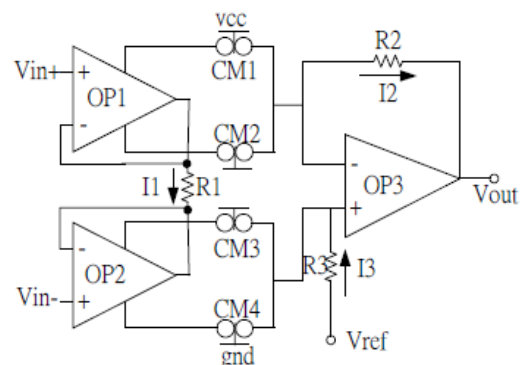 vcc
Vin+
+
OP1
-
CM1
CM2
R2
I2
I1
R1
-
OP3
+
Vout
-
OP2
Vin-
+
CM3
CM4
gnd
R3
I3
Vref